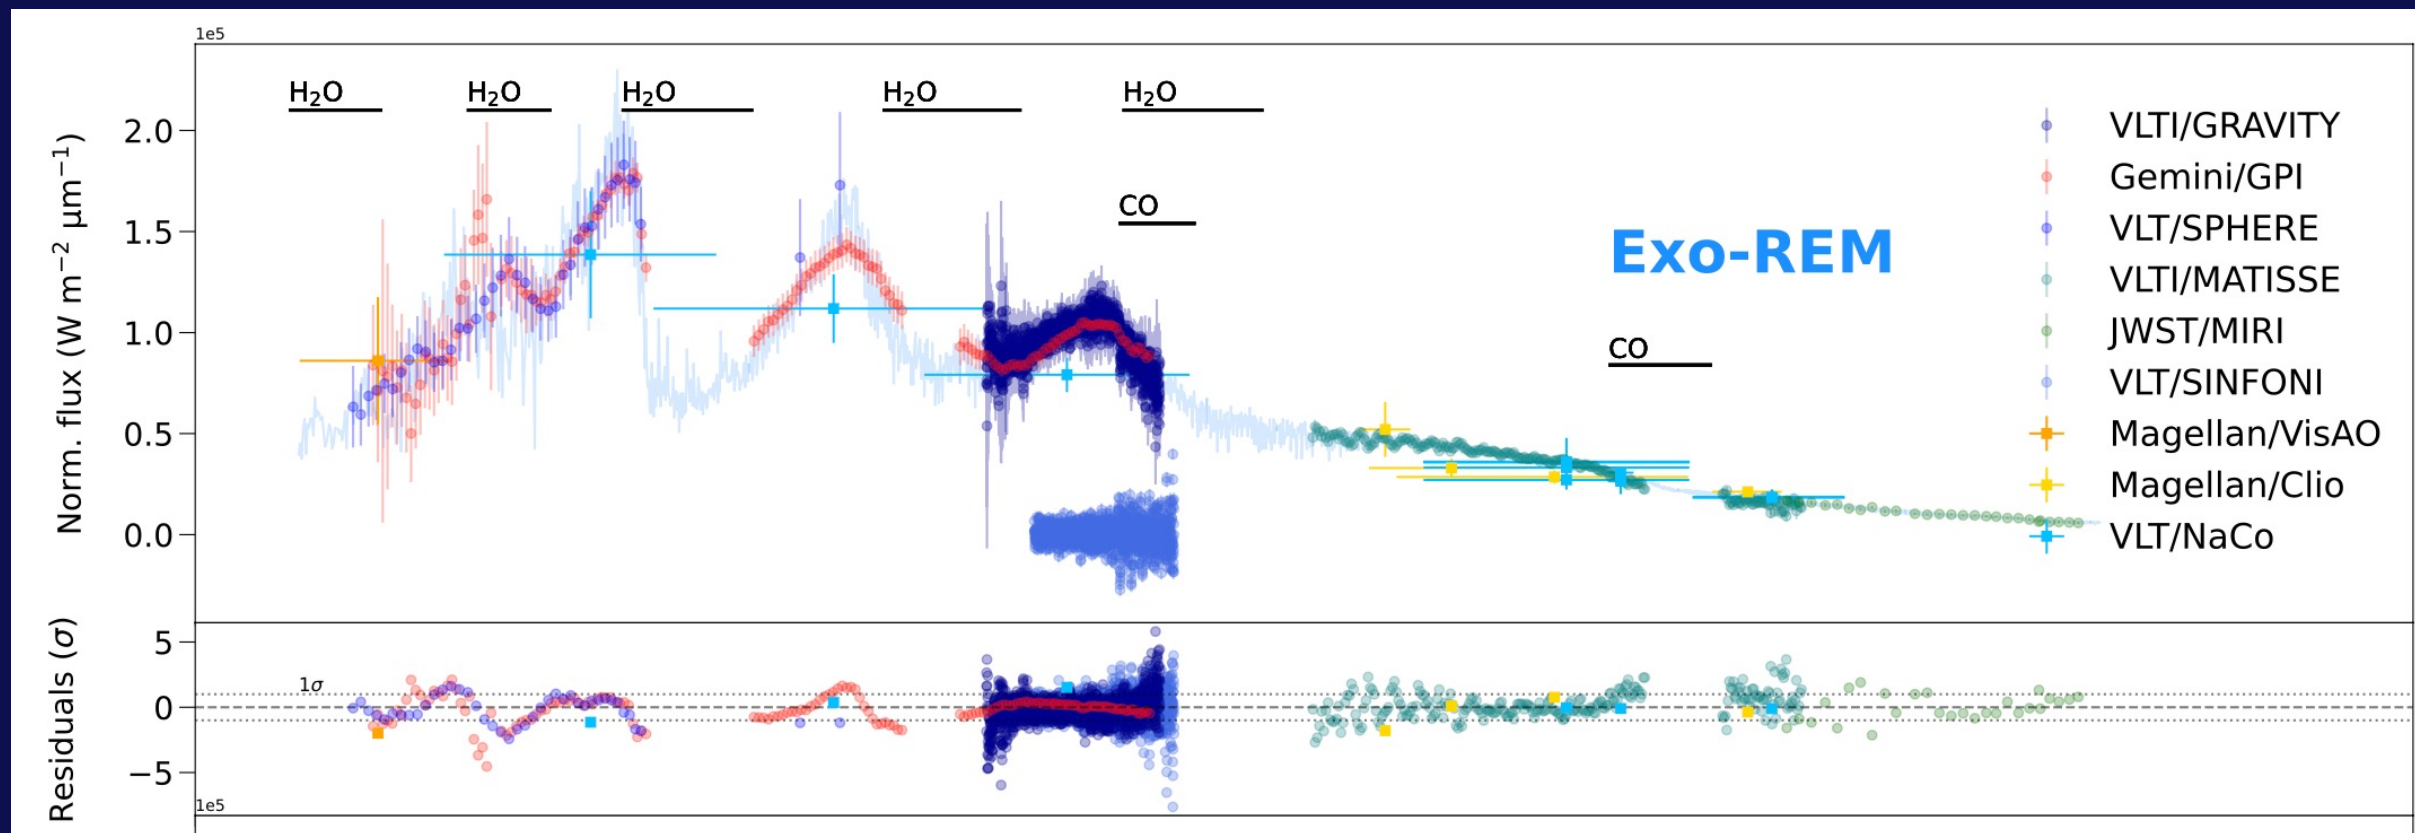 1e5
H₂O H₂O H₂O H₂O H₂O
CO
CO
Exo-REM
Norm. flux (W m⁻² μm⁻¹)
2.0
1.5
1.0
0.5
0.0
VLTI/GRAVITY
Gemini/GPI
VLT/SPHERE
VLTI/MATISSE
JWST/MIRI
VLT/SINFONI
Magellan/VisAO
Magellan/Clio
VLT/NaCo
Residuals (σ)
5
0
−5
1σ
1e5